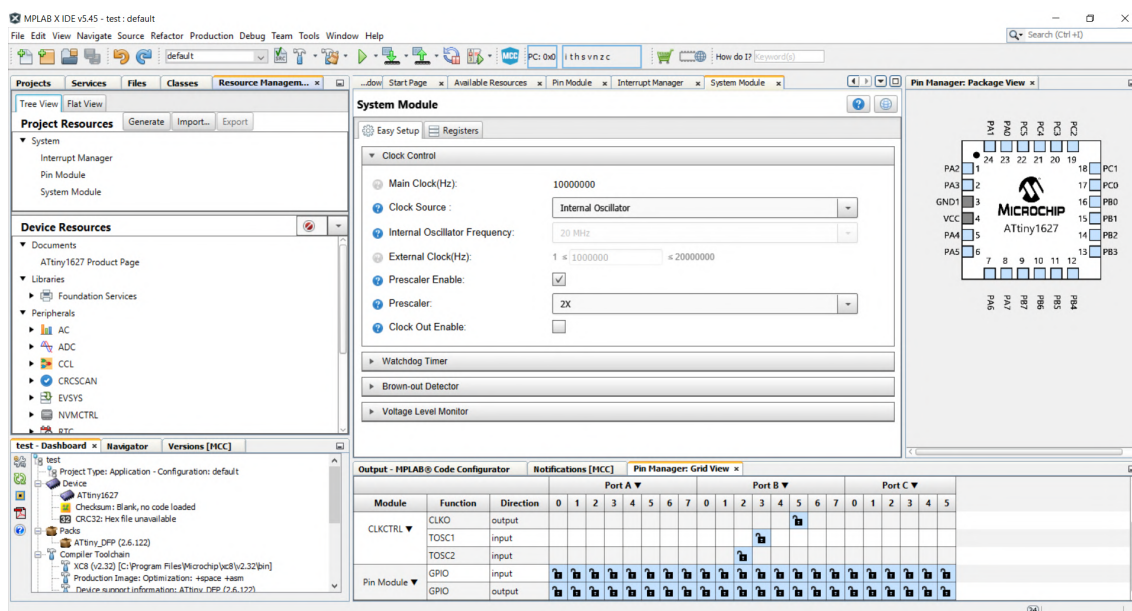 MPLAB X IDE v5.45 - test : default
File Edit View Navigate Source Refactor Production Debug Team Tools Window Help
Search (Ctrl+I)
default
PC: 0x0
i t h s v n z c
How do I? Keyword(s)
Projects Services Files Classes Resource Managem... ×
...dow Start Page × Available Resources × Pin Module × Interrupt Manager × System Module ×
Pin Manager: Package View ×
Tree View Flat View
Project Resources Generate Import... Export
System
Interrupt Manager
Pin Module
System Module
Device Resources
Documents
ATtiny1627 Product Page
Libraries
Foundation Services
Peripherals
AC
ADC
CCL
CRCSCAN
EVSYS
NVMCTRL
RTC
System Module
Easy Setup Registers
Clock Control
Main Clock(Hz): 10000000
Clock Source : Internal Oscillator
Internal Oscillator Frequency: 20 MHz
External Clock(Hz): 1 ≤ 1000000 ≤ 20000000
Prescaler Enable:
Prescaler: 2X
Clock Out Enable:
Watchdog Timer
Brown-out Detector
Voltage Level Monitor
PA1 PA0 PC5 PC4 PC3 PC2
24 23 22 21 20 19
PA2 1 18 PC1
PA3 2 17 PC0
GND1 3 16 PB0
VCC 4 15 PB1
PA4 5 14 PB2
PA5 6 13 PB3
MICROCHIP
ATtiny1627
7 8 9 10 11 12
PA6 PA7 PB7 PB6 PB5 PB4
test - Dashboard × Navigator Versions [MCC]
test
Project Type: Application - Configuration: default
Device
ATtiny1627
Checksum: Blank, no code loaded
CRC32: Hex file unavailable
Packs
ATtiny_DFP (2.6.122)
Compiler Toolchain
XC8 (v2.32) [C:\Program Files\Microchip\xc8\v2.32\bin]
Production Image: Optimization: +space +asm
Device support information: ATtiny_DFP (2.6.122)
Output - MPLAB® Code Configurator Notifications [MCC] Pin Manager: Grid View ×
Port A ▼ Port B ▼ Port C ▼
Module Function Direction 0 1 2 3 4 5 6 7 0 1 2 3 4 5 6 7 0 1 2 3 4 5
CLKCTRL ▼
CLKO output
TOSC1 input
TOSC2 input
Pin Module ▼
GPIO input
GPIO output